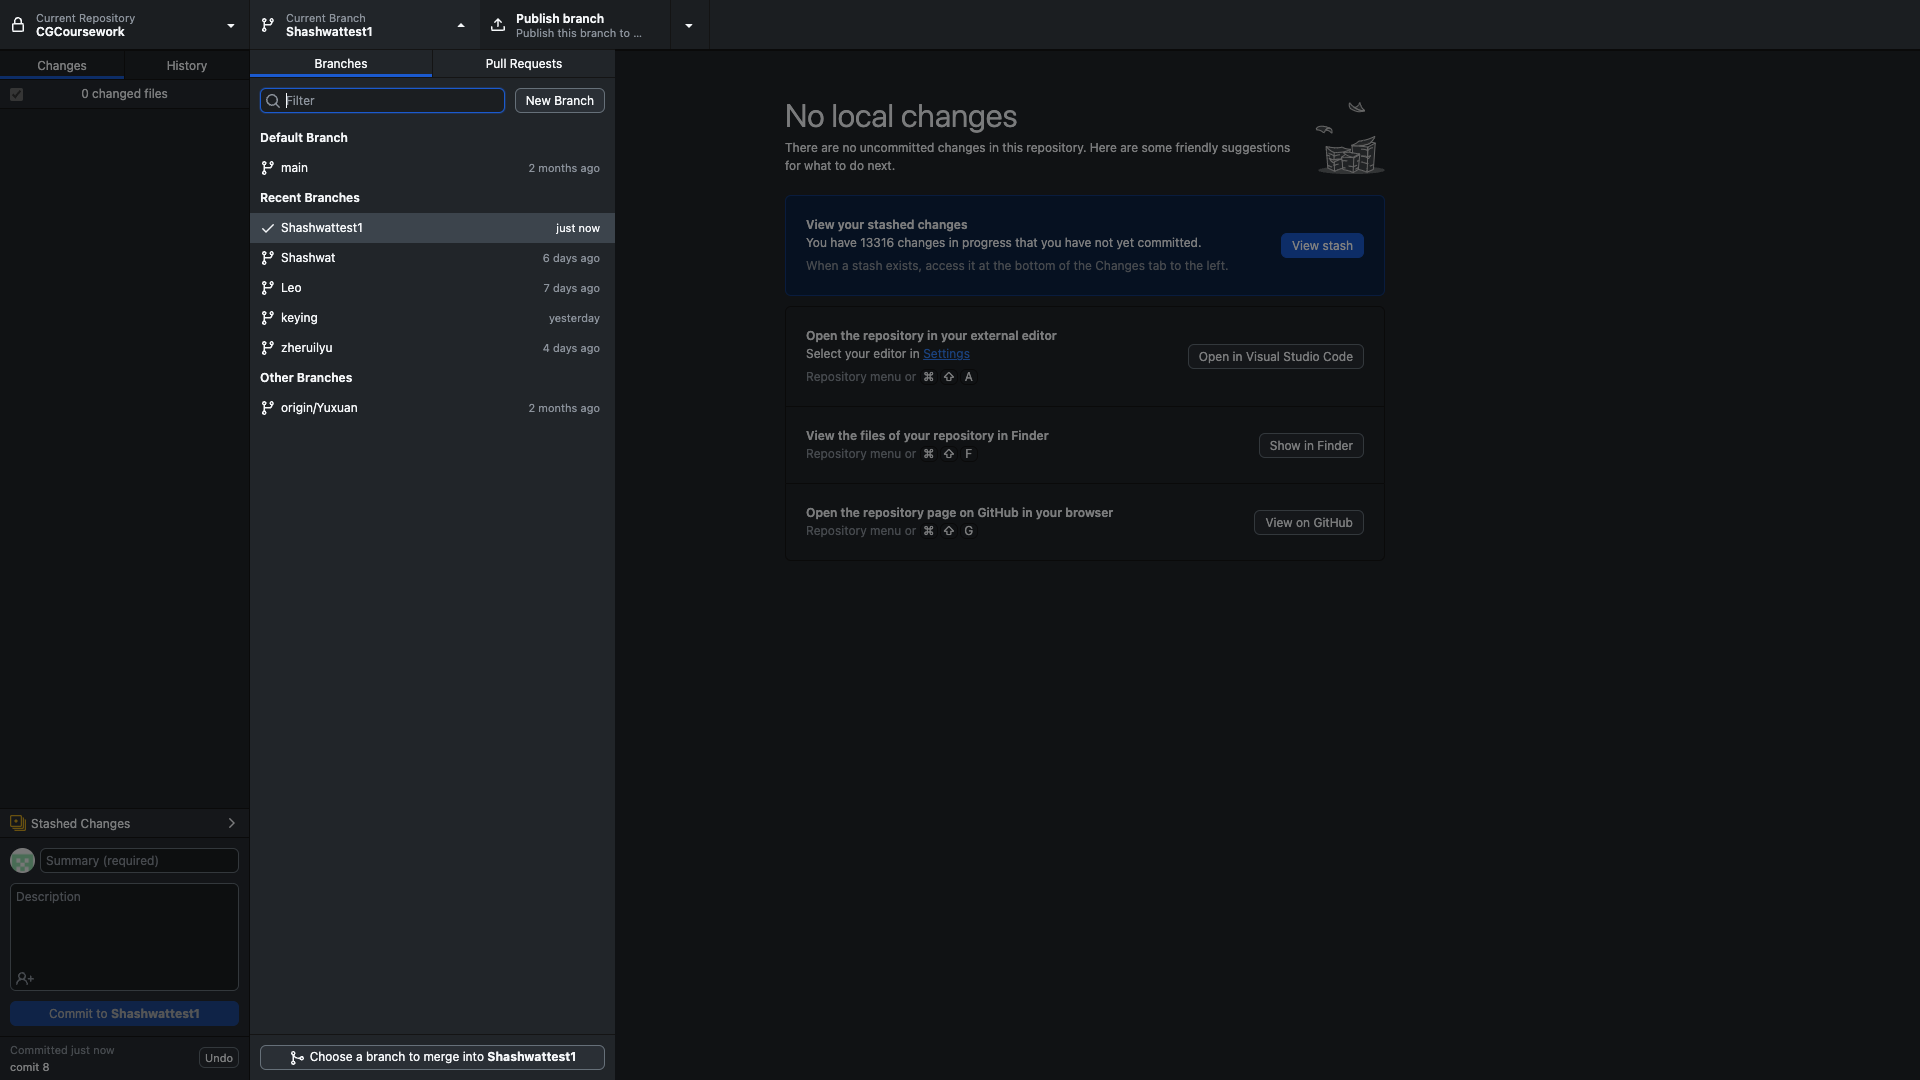 Current Repository
CGCoursework
Current Branch
Shashwattest1
Publish branch
Publish this branch to ...
Changes
History
0 changed files
Branches
Pull Requests
Filter
New Branch
Default Branch
main 2 months ago
Recent Branches
Shashwattest1 just now
Shashwat 6 days ago
Leo 7 days ago
keying yesterday
zheruilyu 4 days ago
Other Branches
origin/Yuxuan 2 months ago
Choose a branch to merge into Shashwattest1
No local changes
There are no uncommitted changes in this repository. Here are some friendly suggestions
for what to do next.
View your stashed changes
You have 13316 changes in progress that you have not yet committed.
When a stash exists, access it at the bottom of the Changes tab to the left.
View stash
Open the repository in your external editor
Select your editor in Settings
Repository menu or ⌘ ⇧ A
Open in Visual Studio Code
View the files of your repository in Finder
Repository menu or ⌘ ⇧ F
Show in Finder
Open the repository page on GitHub in your browser
Repository menu or ⌘ ⇧ G
View on GitHub
Stashed Changes
Summary (required)
Description
Commit to Shashwattest1
Committed just now
comit 8
Undo